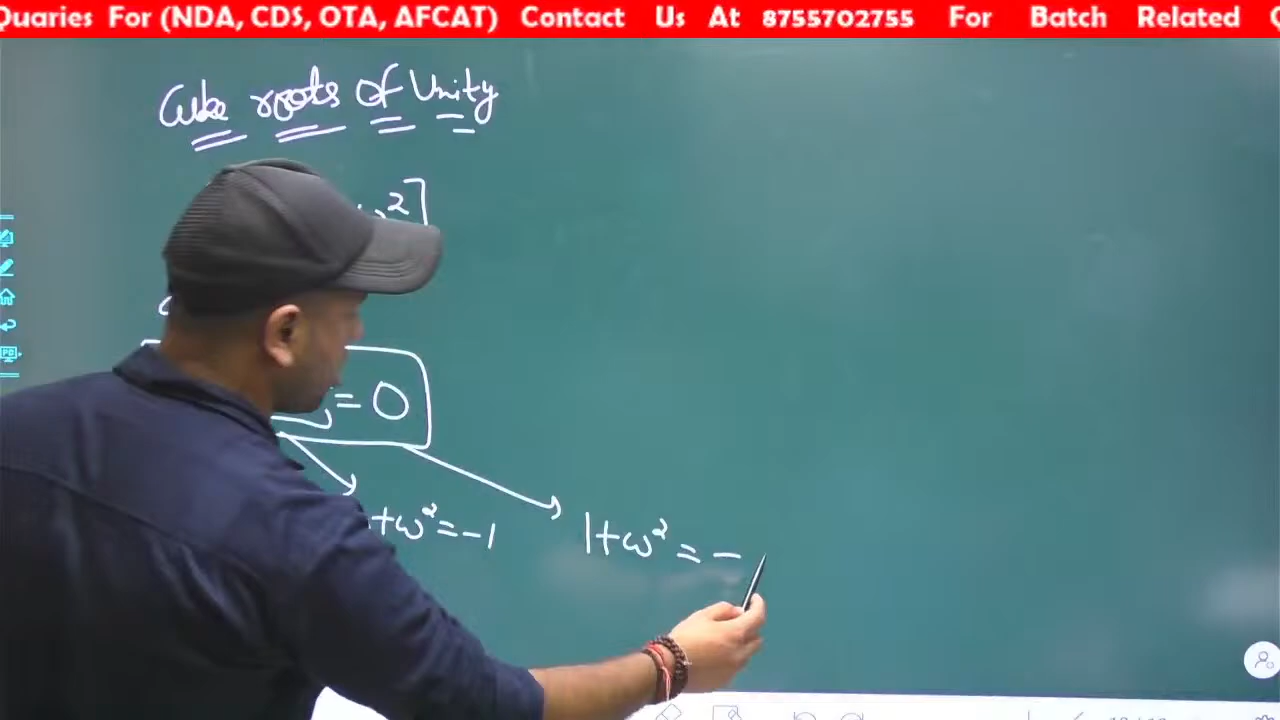 Quaries For (NDA, CDS, OTA, AFCAT) Contact Us At 8755702755 For Batch Related
Cube roots Of Unity
ω²]
= 0
+ω² = -1
1+ω² = -